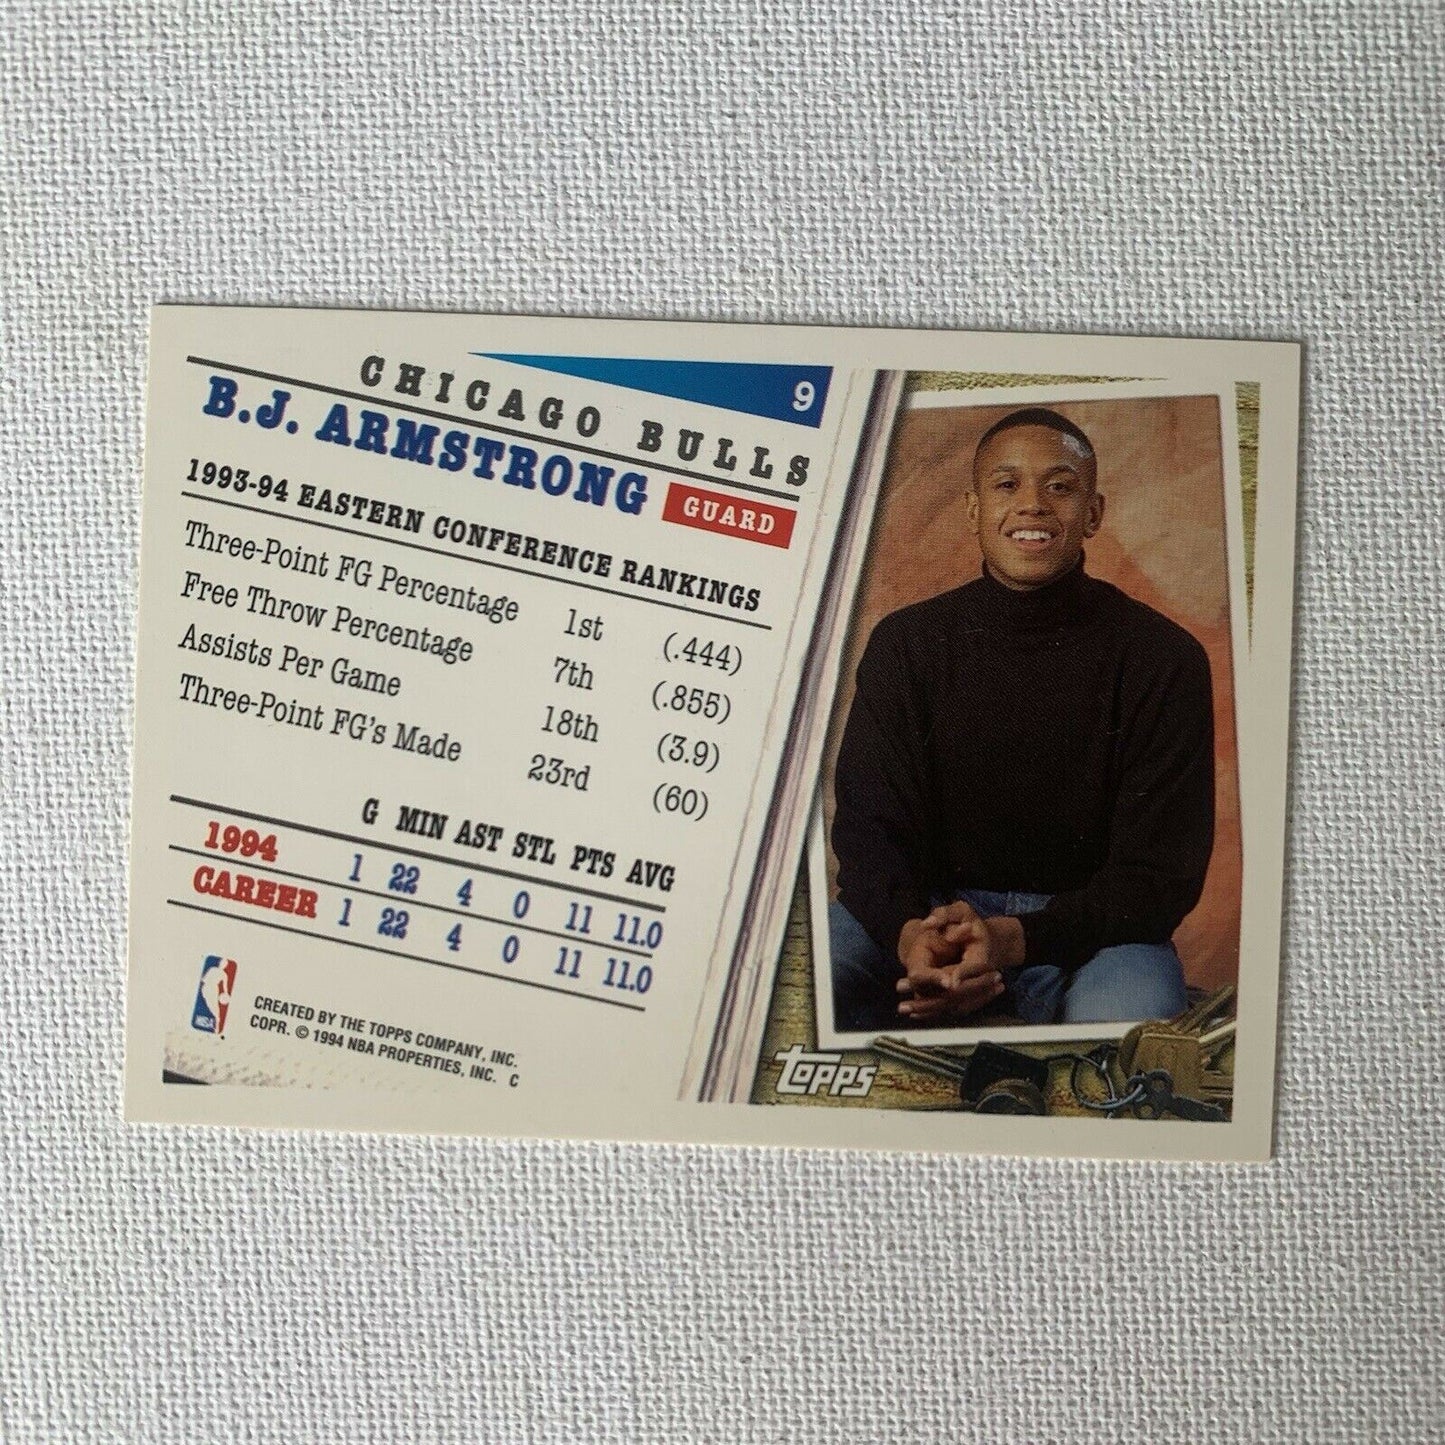 9
CHICAGO BULLS
B.J. ARMSTRONG GUARD
1993-94 EASTERN CONFERENCE RANKINGS
Three-Point FG Percentage 1st (.444)
Free Throw Percentage 7th (.855)
Assists Per Game 18th (3.9)
Three-Point FG's Made 23rd (60)
G MIN AST STL PTS AVG
1994 1 22 4 0 11 11.0
CAREER 1 22 4 0 11 11.0
NBA
CREATED BY THE TOPPS COMPANY, INC.
COPR. © 1994 NBA PROPERTIES, INC. C
TOPPS